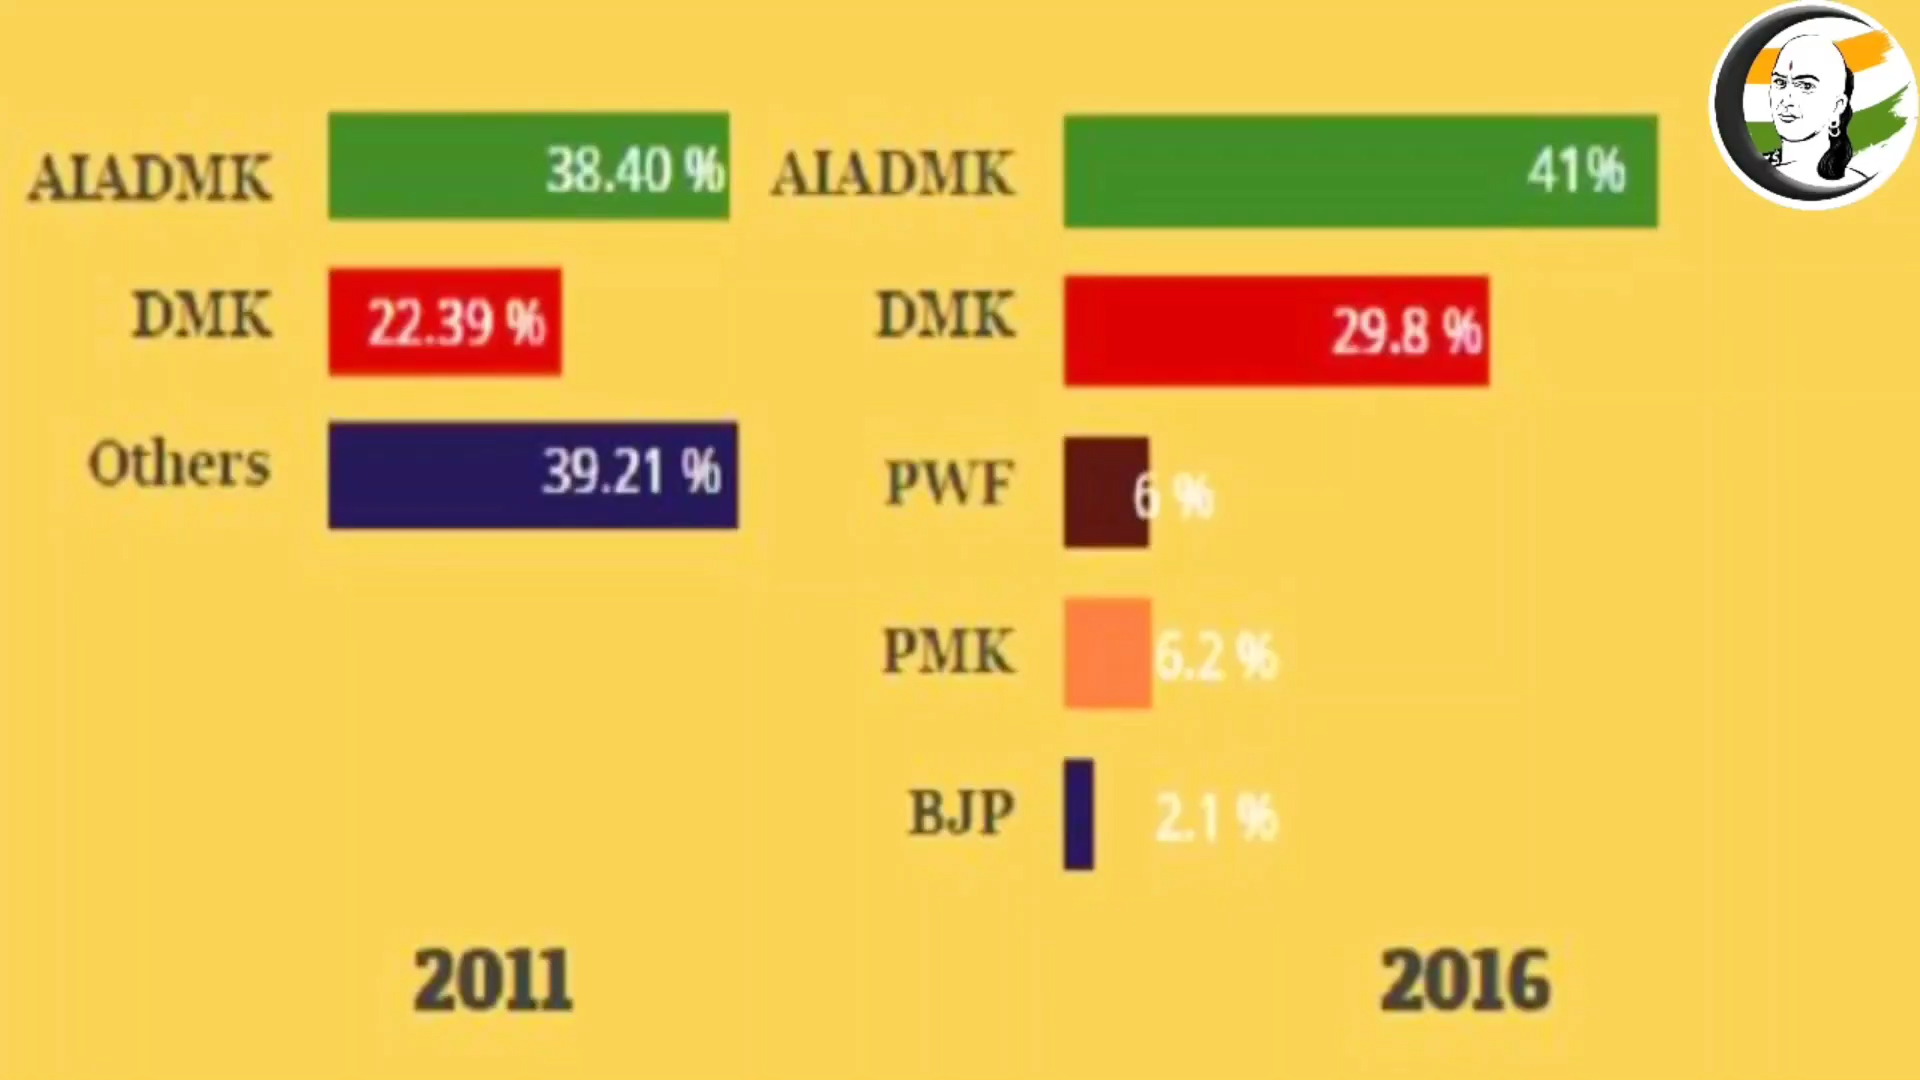 AIADMK 38.40 %
DMK 22.39 %
Others 39.21 %
2011
AIADMK 41%
DMK 29.8 %
PWF 6 %
PMK 6.2 %
BJP 2.1 %
2016